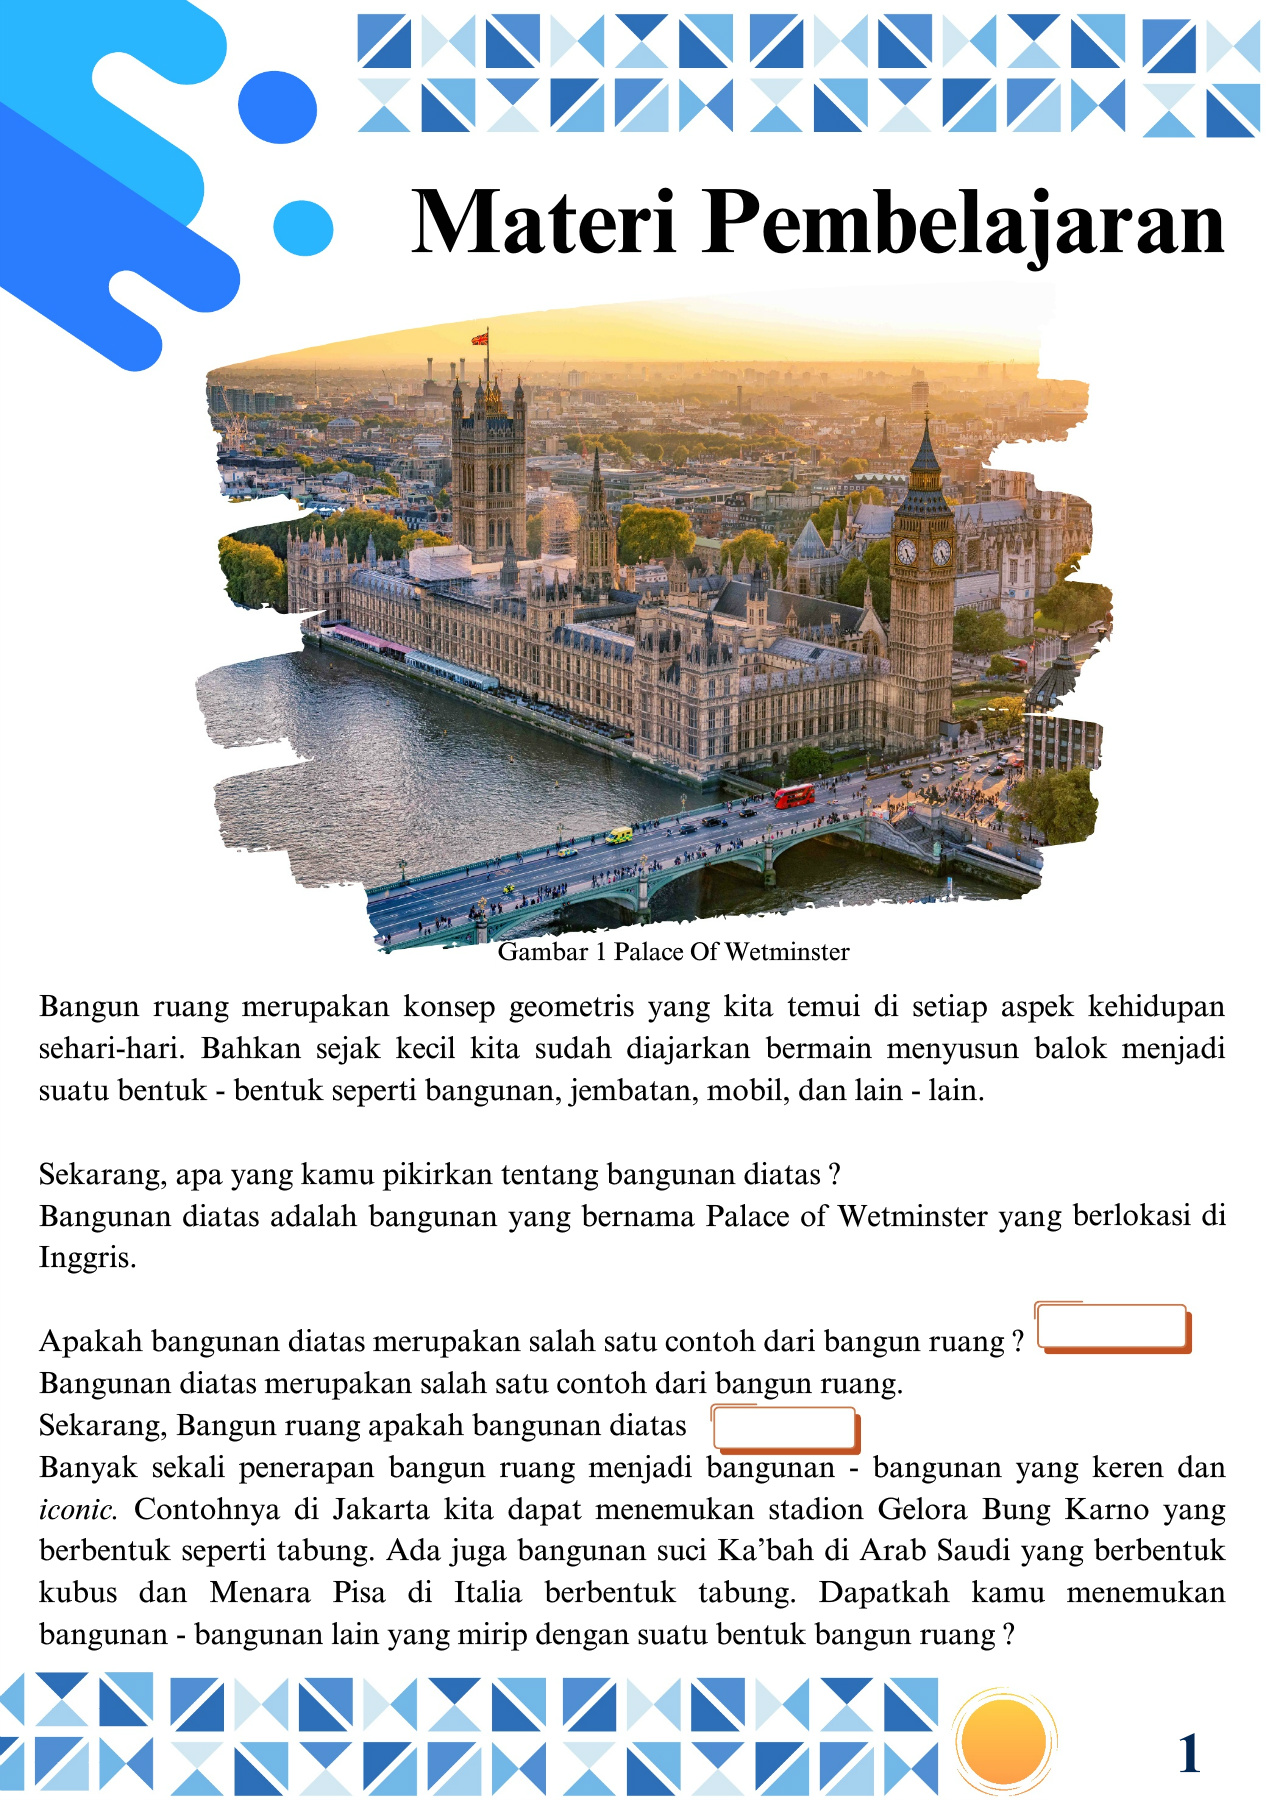 Materi Pembelajaran
Gambar 1 Palace Of Wetminster
Bangun ruang merupakan konsep geometris yang kita temui di setiap aspek kehidupan
sehari-hari. Bahkan sejak kecil kita sudah diajarkan bermain menyusun balok menjadi
suatu bentuk - bentuk seperti bangunan, jembatan, mobil, dan lain - lain.
Sekarang, apa yang kamu pikirkan tentang bangunan diatas ?
Bangunan diatas adalah bangunan yang bernama Palace of Wetminster yang berlokasi di
Inggris.
Apakah bangunan diatas merupakan salah satu contoh dari bangun ruang ?
Bangunan diatas merupakan salah satu contoh dari bangun ruang.
Sekarang, Bangun ruang apakah bangunan diatas
Banyak sekali penerapan bangun ruang menjadi bangunan - bangunan yang keren dan
iconic. Contohnya di Jakarta kita dapat menemukan stadion Gelora Bung Karno yang
berbentuk seperti tabung. Ada juga bangunan suci Ka’bah di Arab Saudi yang berbentuk
kubus dan Menara Pisa di Italia berbentuk tabung. Dapatkah kamu menemukan
bangunan - bangunan lain yang mirip dengan suatu bentuk bangun ruang ?
1